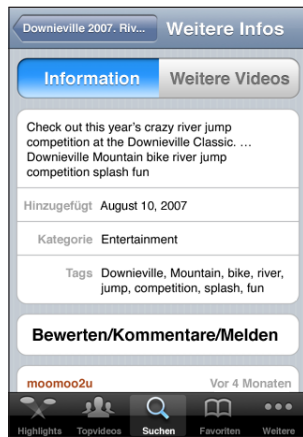 Downieville 2007. Riv... Weitere Infos
Information Weitere Videos
Check out this year's crazy river jump
competition at the Downieville Classic. ...
Downieville Mountain bike river jump
competition splash fun
Hinzugefügt August 10, 2007
Kategorie Entertainment
Tags Downieville, Mountain, bike, river,
jump, competition, splash, fun
Bewerten/Kommentare/Melden
moomoo2u Vor 4 Monaten
Highlights Topvideos Suchen Favoriten Weitere